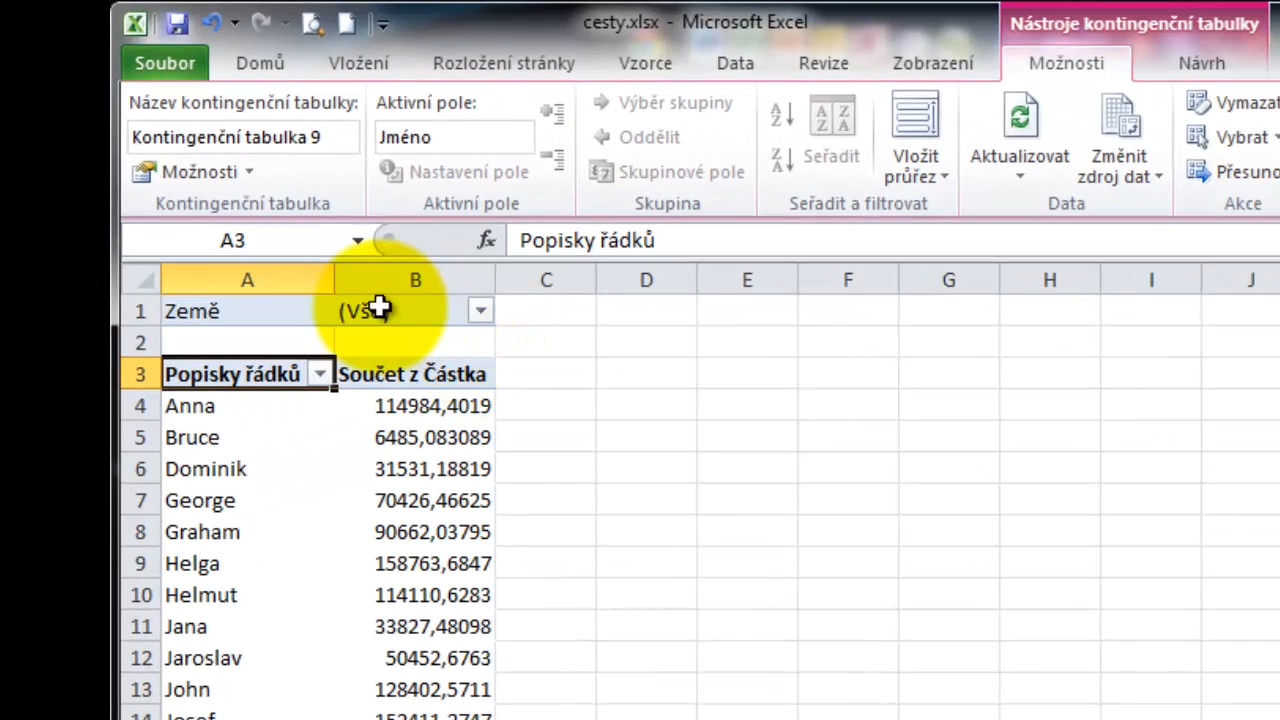 cesty.xlsx - Microsoft Excel
Nástroje kontingenční tabulky
Soubor Domů Vložení Rozložení stránky Vzorce Data Revize Zobrazení Možnosti Návrh
Název kontingenční tabulky:
Kontingenční tabulka 9
Možnosti
Kontingenční tabulka
Aktivní pole:
Jméno
Nastavení pole
Aktivní pole
Výběr skupiny
Oddělit
Skupinové pole
Skupina
Seřadit
Vložit
průřez
Seřadit a filtrovat
Aktualizovat
Změnit
zdroj dat
Data
Vymazat
Vybrat
Přesuno
Akce
A3 fx Popisky řádků
A B C D E F G H I J
1 Země
2
3 Popisky řádků Součet z Částka
4 Anna 114984,4019
5 Bruce 6485,083089
6 Dominik 31531,18819
7 George 70426,46625
8 Graham 90662,03795
9 Helga 158763,6847
10 Helmut 114110,6283
11 Jana 33827,48098
12 Jaroslav 50452,6763
13 John 128402,5711